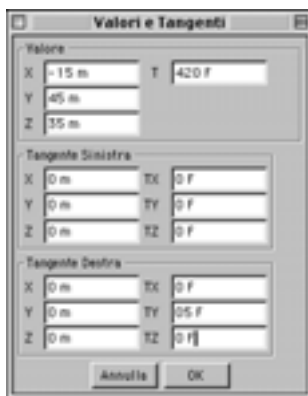 Valori e Tangenti
Valore
X -15 m T 420 F
Y 45 m
Z 35 m
Tangente Sinistra
X 0 m TX 0 F
Y 0 m TY 0 F
Z 0 m TZ 0 F
Tangente Destra
X 0 m TX 0 F
Y 0 m TY 05 F
Z 0 m TZ 0 F
Annulla OK